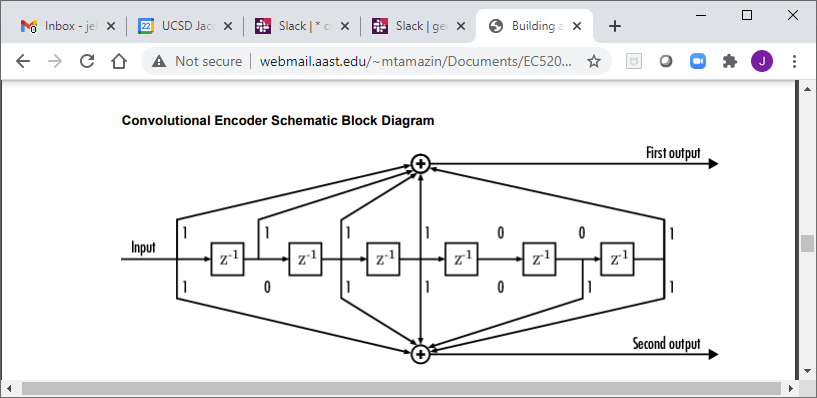 Inbox - je
22
UCSD Jac
Slack | * c
Slack | ge
Building a
Not secure | webmail.aast.edu/~mtamazin/Documents/EC520...
J
Convolutional Encoder Schematic Block Diagram
First output
1 1 1 1 0 0 1
Input
z-1 z-1 z-1 z-1 z-1 z-1
1 0 1 1 0 1 1
Second output